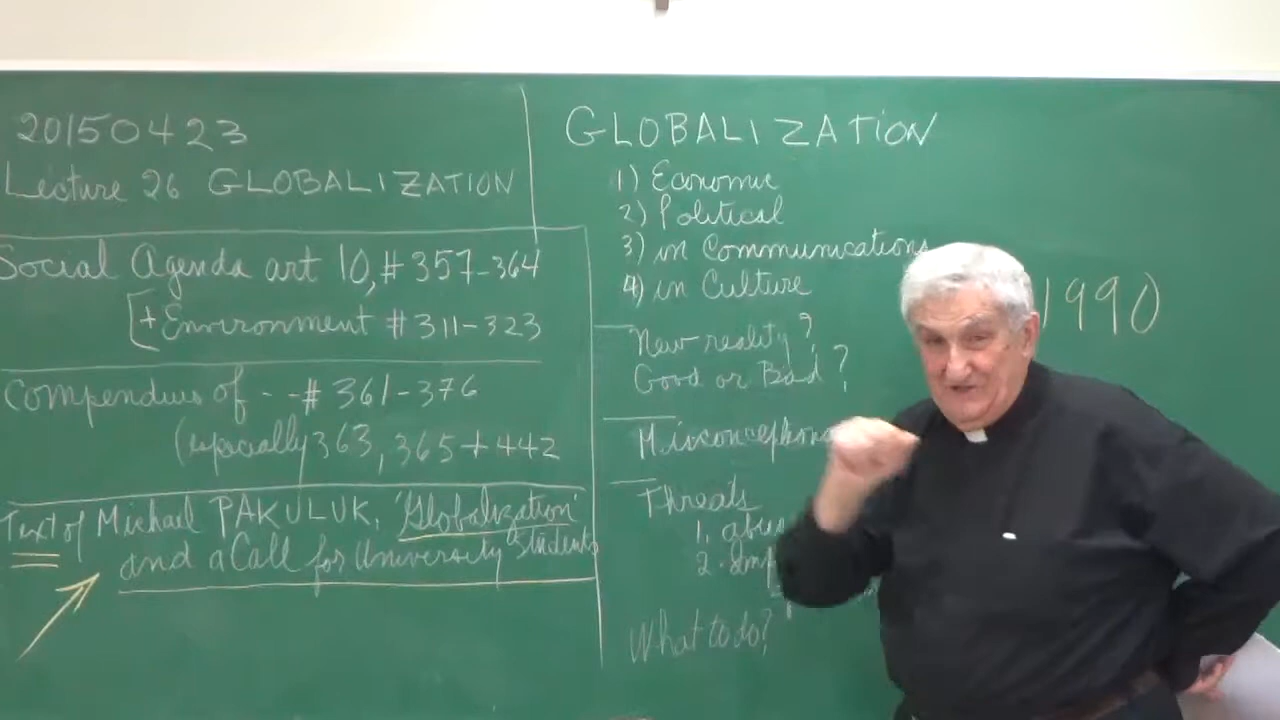 20150423
Lecture 26 GLOBALIZATION
Social Agenda art 10, # 357-364
[+ Environment # 311-323
Compendium of - - # 361-376
(especially 363, 365 + 442
Text of Michael PAKULUK, 'Globalization'
and a Call for University Students
GLOBALIZATION
1) Economic
2) Political
3) in Communications
4) in Culture
New reality?
Good or Bad?
Misconceptions
Threats
1.
2.
What to do?
1990